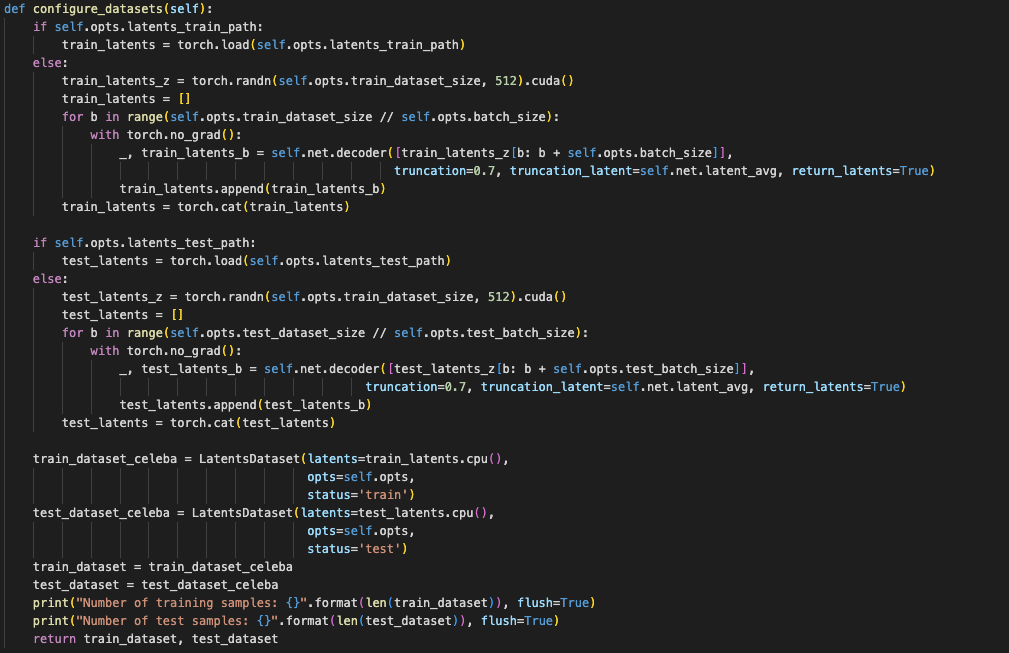 def configure_datasets(self):
    if self.opts.latents_train_path:
        train_latents = torch.load(self.opts.latents_train_path)
    else:
        train_latents_z = torch.randn(self.opts.train_dataset_size, 512).cuda()
        train_latents = []
        for b in range(self.opts.train_dataset_size // self.opts.batch_size):
            with torch.no_grad():
                _, train_latents_b = self.net.decoder([train_latents_z[b: b + self.opts.batch_size]],
                                                      truncation=0.7, truncation_latent=self.net.latent_avg, return_latents=True)
                train_latents.append(train_latents_b)
        train_latents = torch.cat(train_latents)

    if self.opts.latents_test_path:
        test_latents = torch.load(self.opts.latents_test_path)
    else:
        test_latents_z = torch.randn(self.opts.train_dataset_size, 512).cuda()
        test_latents = []
        for b in range(self.opts.test_dataset_size // self.opts.test_batch_size):
            with torch.no_grad():
                _, test_latents_b = self.net.decoder([test_latents_z[b: b + self.opts.test_batch_size]],
                                                  truncation=0.7, truncation_latent=self.net.latent_avg, return_latents=True)
                test_latents.append(test_latents_b)
        test_latents = torch.cat(test_latents)

    train_dataset_celeba = LatentsDataset(latents=train_latents.cpu(),
                                          opts=self.opts,
                                          status='train')
    test_dataset_celeba = LatentsDataset(latents=test_latents.cpu(),
                                          opts=self.opts,
                                          status='test')
    train_dataset = train_dataset_celeba
    test_dataset = test_dataset_celeba
    print("Number of training samples: {}".format(len(train_dataset)), flush=True)
    print("Number of test samples: {}".format(len(test_dataset)), flush=True)
    return train_dataset, test_dataset